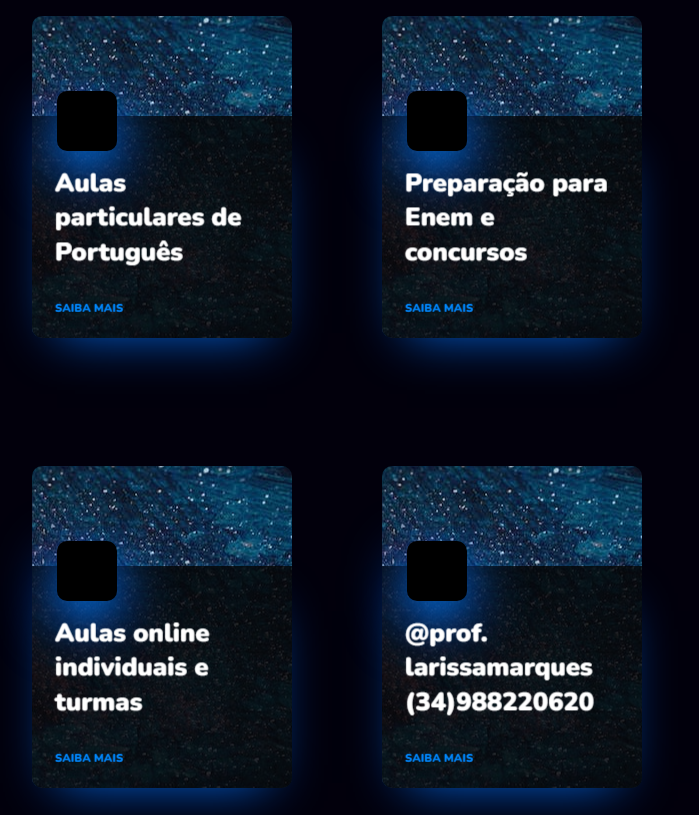 Aulas
particulares de
Português
SAIBA MAIS
Preparação para
Enem e
concursos
SAIBA MAIS
Aulas online
individuais e
turmas
SAIBA MAIS
@prof.
larissamarques
(34)988220620
SAIBA MAIS